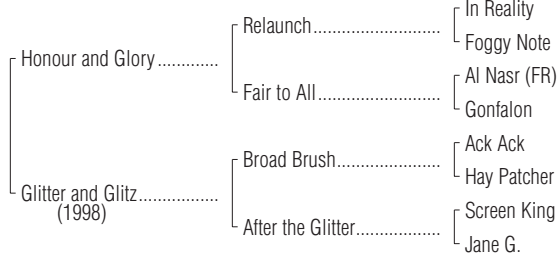 In Reality
Relaunch
Foggy Note
Honour and Glory
Al Nasr (FR)
Fair to All
Gonfalon
Ack Ack
Broad Brush
Hay Patcher
Glitter and Glitz
(1998)
Screen King
After the Glitter
Jane G.